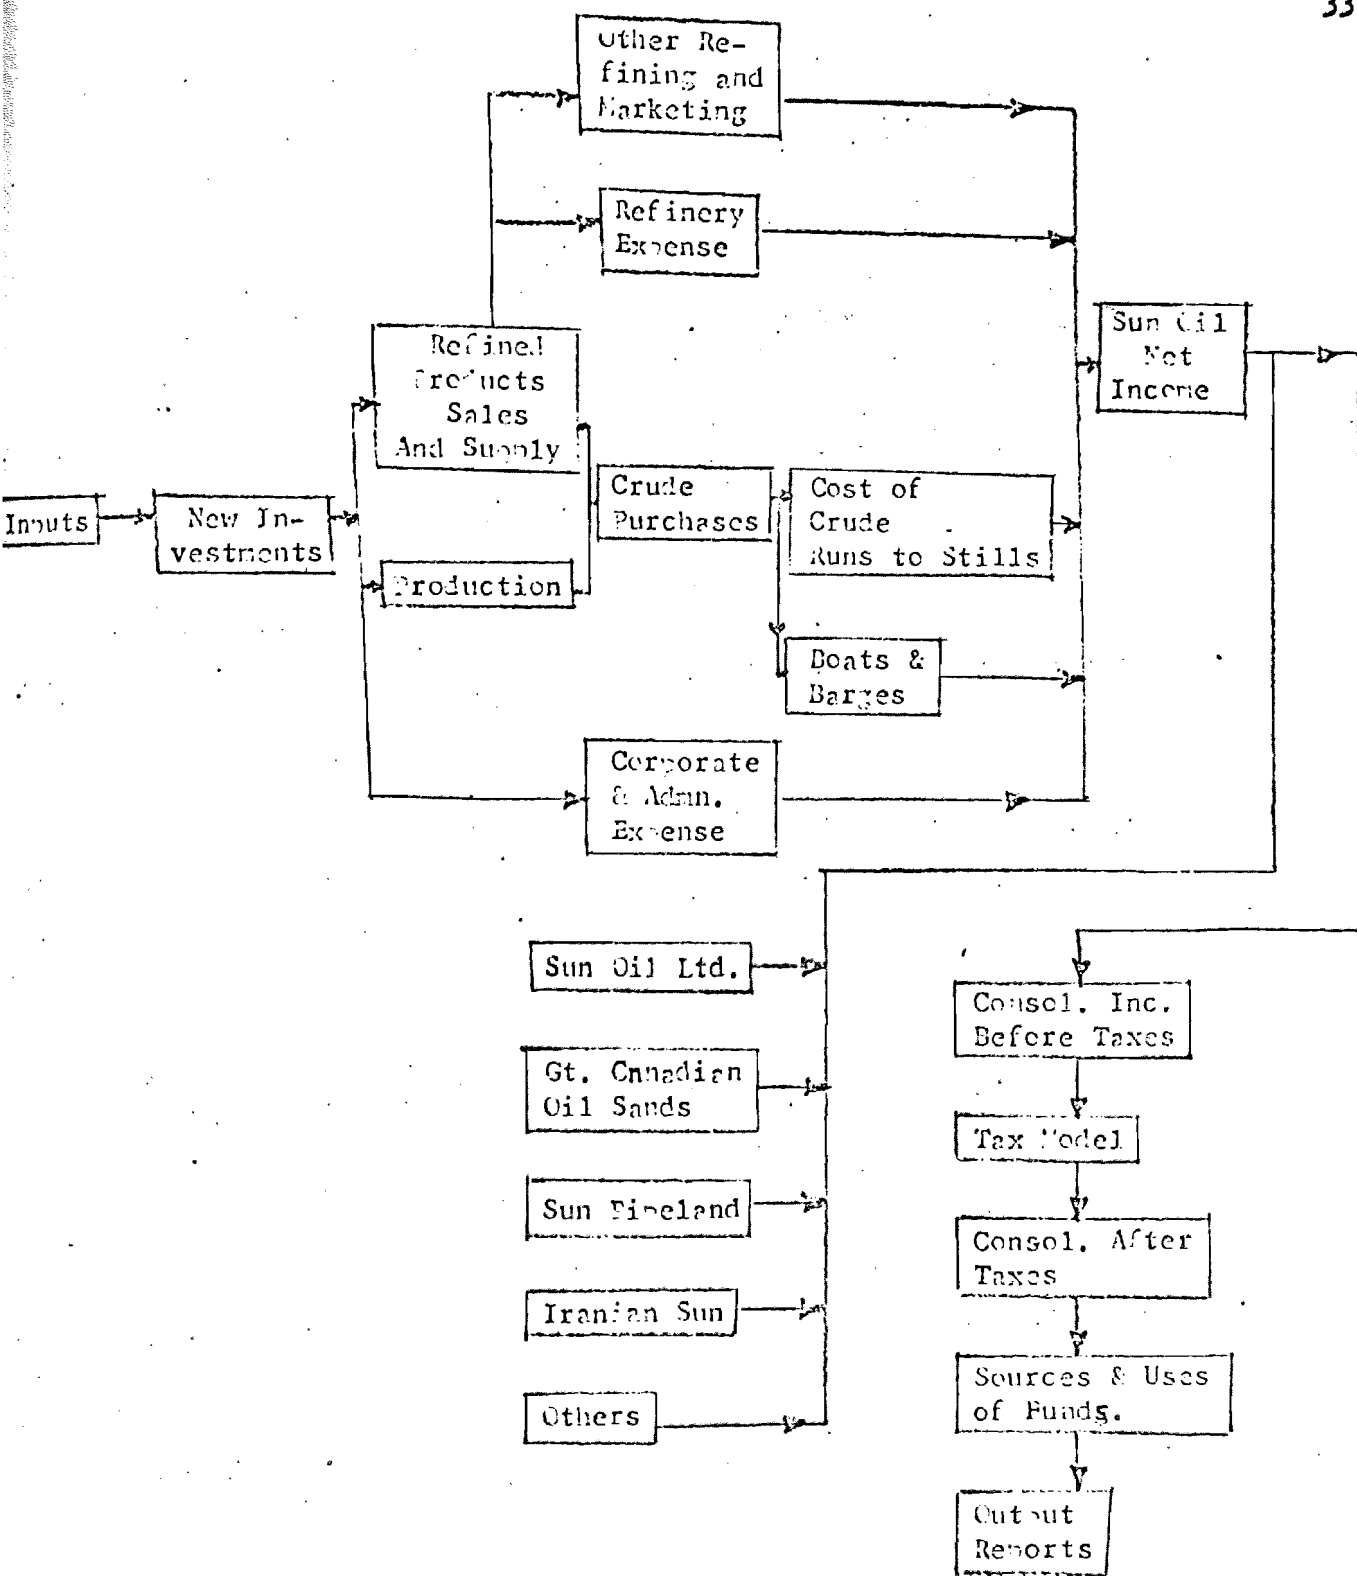 33
Other Re-
fining and
Marketing
Refinery
Expense
Refined
Products
Sales
And Supply
Sun Oil
Net
Income
Inputs
New In-
vestments
Crude
Purchases
Cost of
Crude
Runs to Stills
Production
Boats &
Barges
Corporate
& Admn.
Expense
Sun Oil Ltd.
Gt. Cnnadian
Oil Sands
Sun Pipeland
Iranian Sun
Others
Consol. Inc.
Before Taxes
Tax Model
Consol. After
Taxes
Sources & Uses
of Funds.
Output
Reports